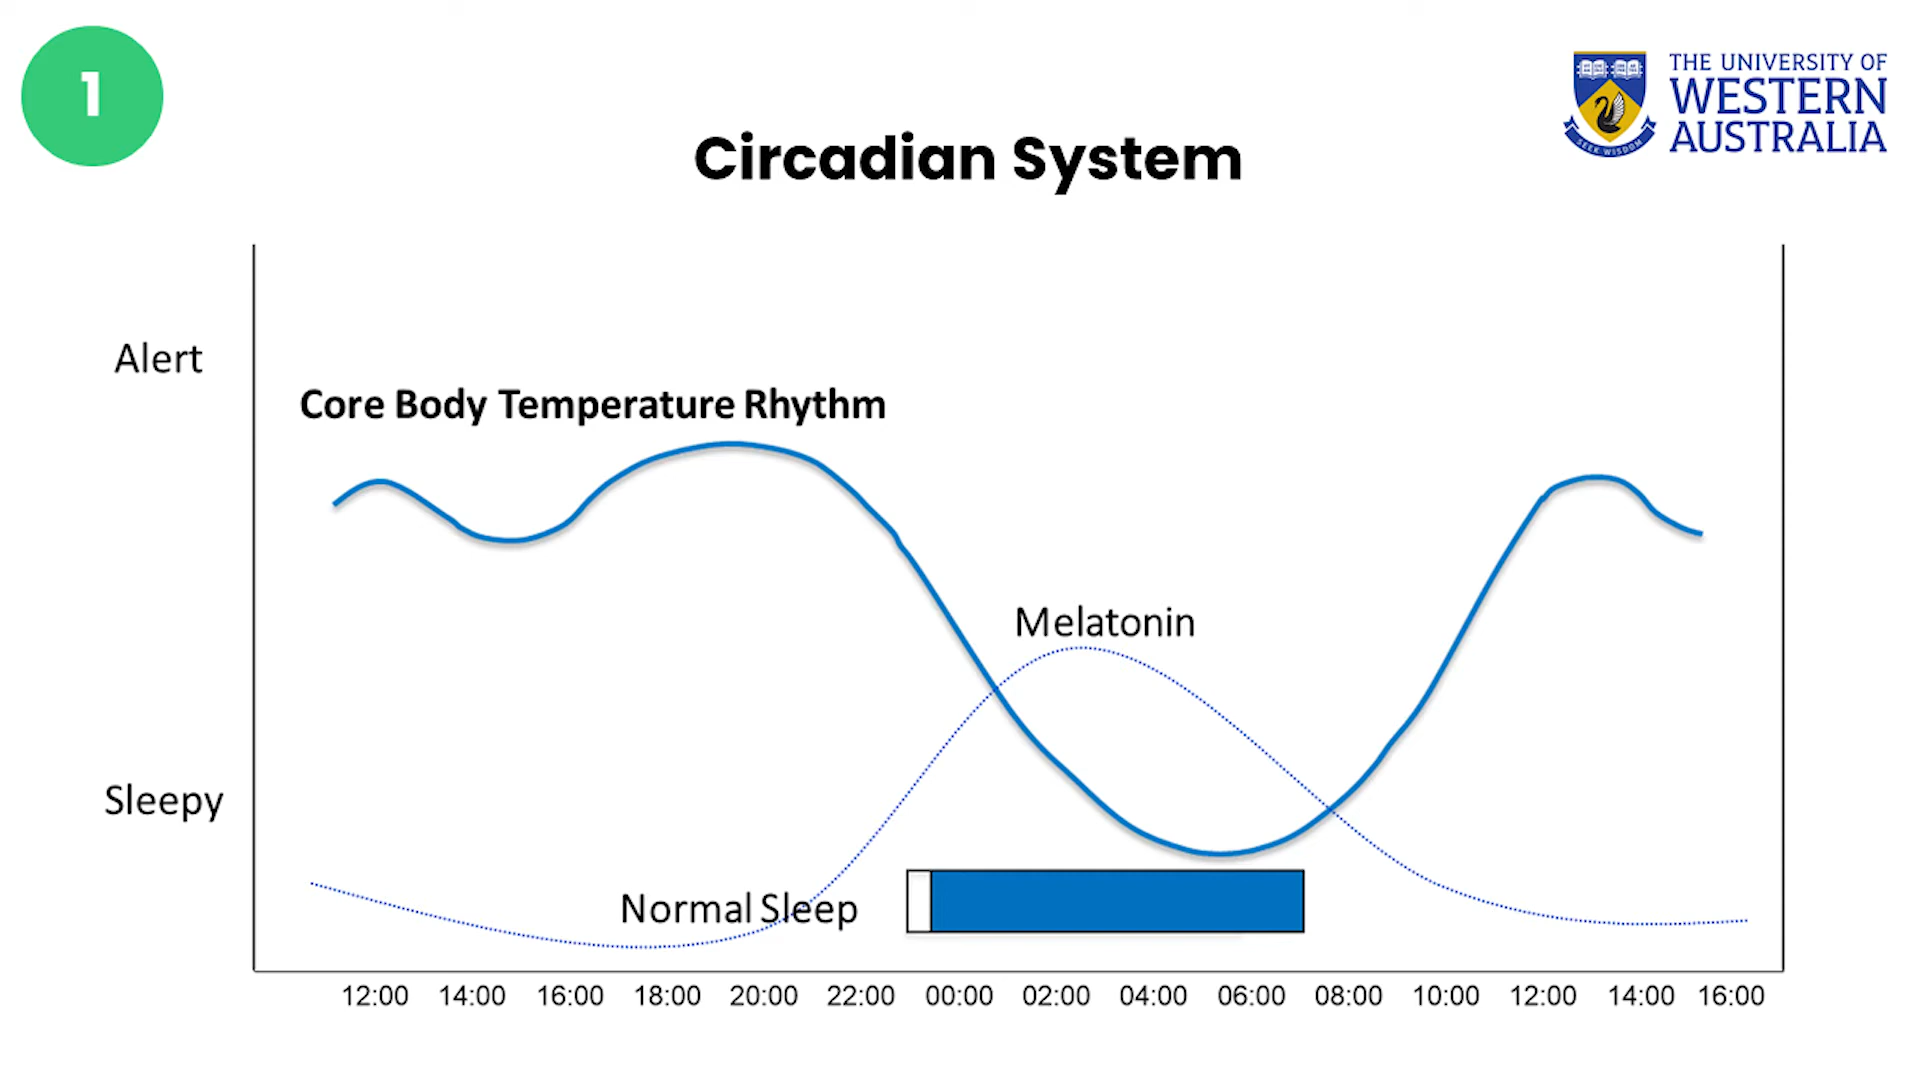 1
THE UNIVERSITY OF
WESTERN
AUSTRALIA
SEEK WISDOM
Circadian System
Alert
Core Body Temperature Rhythm
Melatonin
Sleepy
Normal Sleep
12:00 14:00 16:00 18:00 20:00 22:00 00:00 02:00 04:00 06:00 08:00 10:00 12:00 14:00 16:00